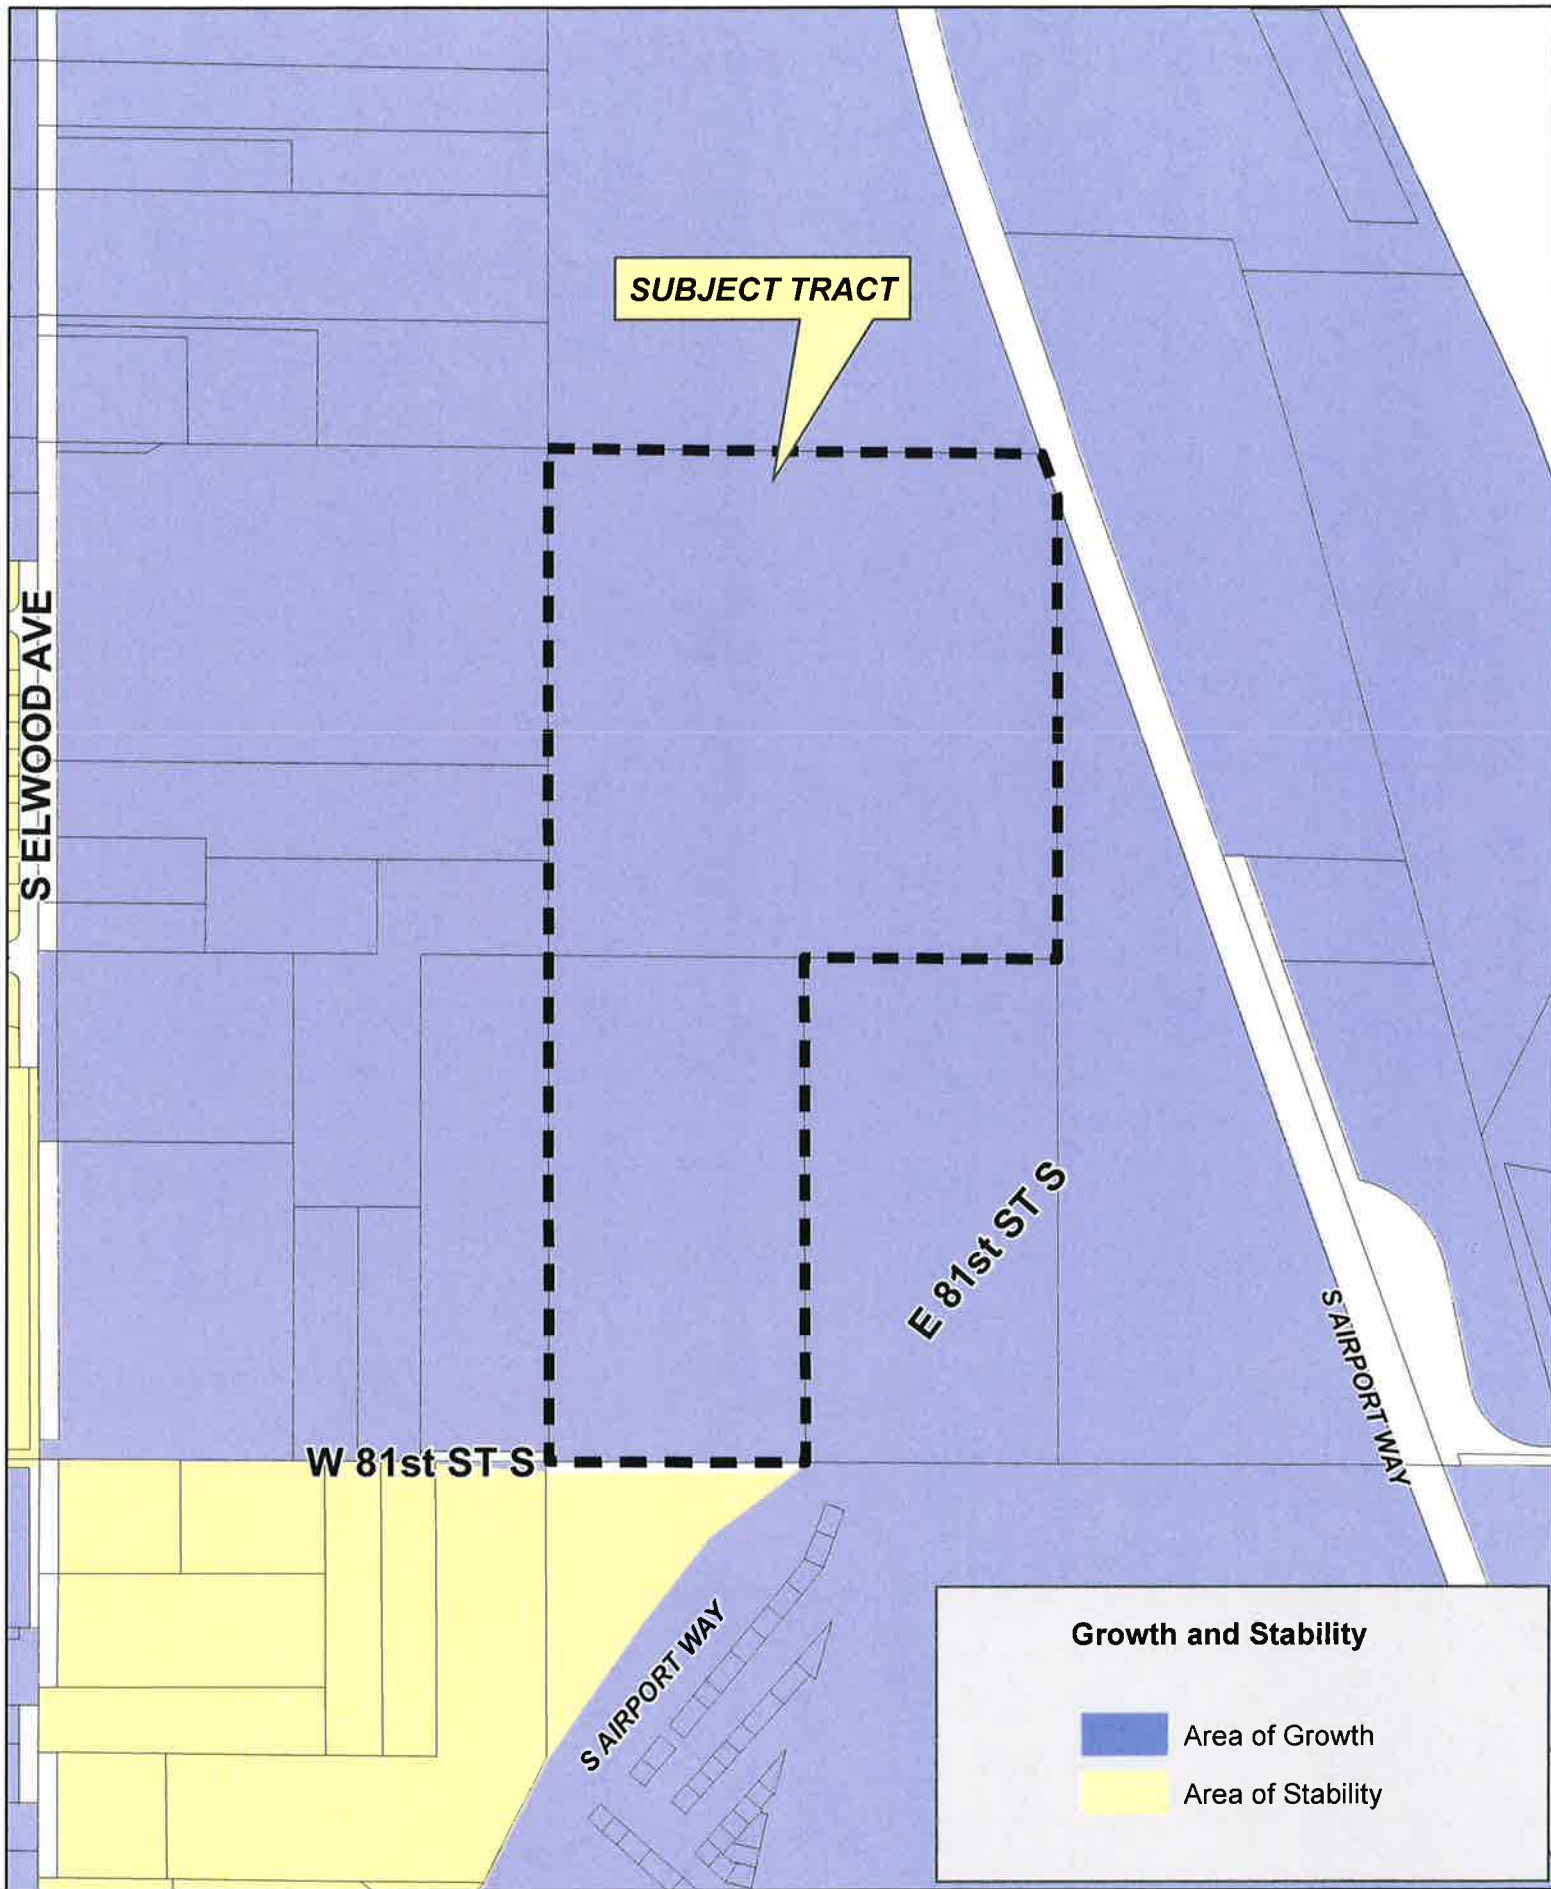 SUBJECT TRACT
S ELWOOD AVE
E 81st ST S
S AIRPORT WAY
W 81st ST S
S AIRPORT WAY
Growth and Stability
Area of Growth
Area of Stability